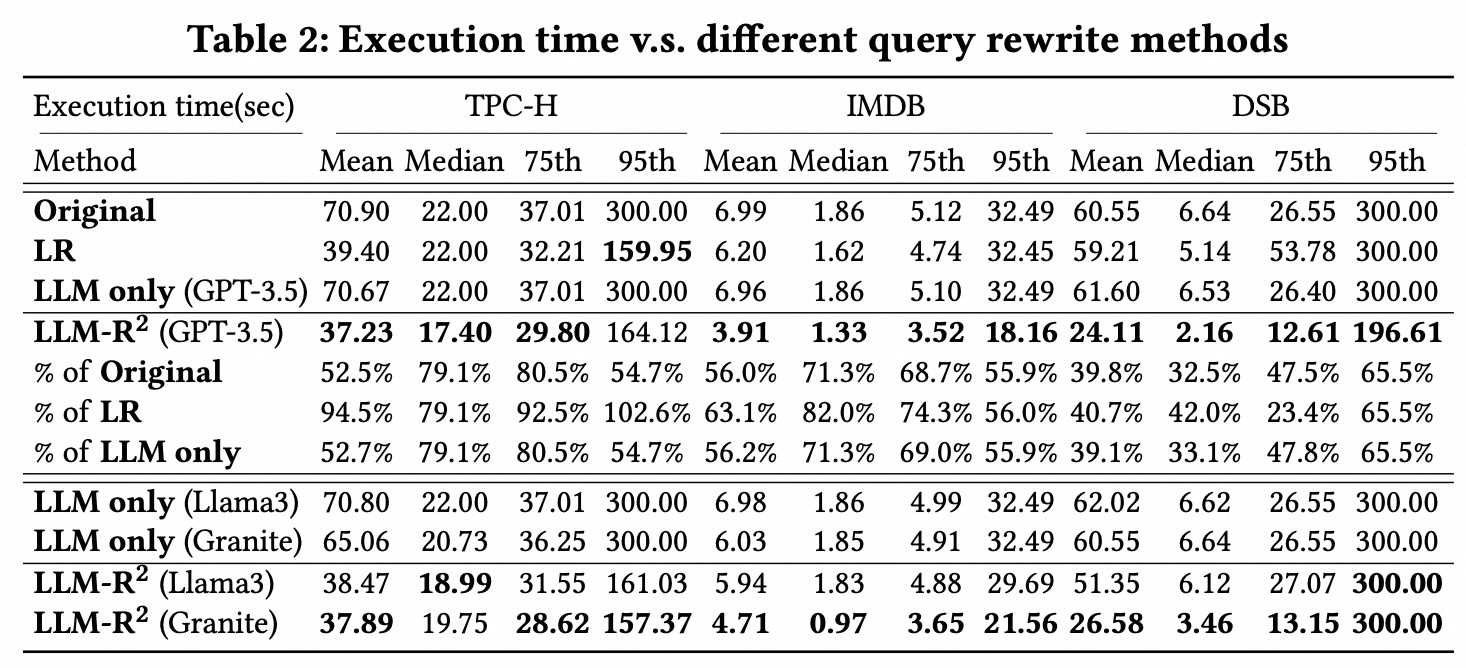 Table 2: Execution time v.s. different query rewrite methods
Execution time(sec) TPC-H IMDB DSB
Method Mean Median 75th 95th Mean Median 75th 95th Mean Median 75th 95th
Original 70.90 22.00 37.01 300.00 6.99 1.86 5.12 32.49 60.55 6.64 26.55 300.00
LR 39.40 22.00 32.21 159.95 6.20 1.62 4.74 32.45 59.21 5.14 53.78 300.00
LLM only (GPT-3.5) 70.67 22.00 37.01 300.00 6.96 1.86 5.10 32.49 61.60 6.53 26.40 300.00
LLM-R² (GPT-3.5) 37.23 17.40 29.80 164.12 3.91 1.33 3.52 18.16 24.11 2.16 12.61 196.61
% of Original 52.5% 79.1% 80.5% 54.7% 56.0% 71.3% 68.7% 55.9% 39.8% 32.5% 47.5% 65.5%
% of LR 94.5% 79.1% 92.5% 102.6% 63.1% 82.0% 74.3% 56.0% 40.7% 42.0% 23.4% 65.5%
% of LLM only 52.7% 79.1% 80.5% 54.7% 56.2% 71.3% 69.0% 55.9% 39.1% 33.1% 47.8% 65.5%
LLM only (Llama3) 70.80 22.00 37.01 300.00 6.98 1.86 4.99 32.49 62.02 6.62 26.55 300.00
LLM only (Granite) 65.06 20.73 36.25 300.00 6.03 1.85 4.91 32.49 60.55 6.64 26.55 300.00
LLM-R² (Llama3) 38.47 18.99 31.55 161.03 5.94 1.83 4.88 29.69 51.35 6.12 27.07 300.00
LLM-R² (Granite) 37.89 19.75 28.62 157.37 4.71 0.97 3.65 21.56 26.58 3.46 13.15 300.00